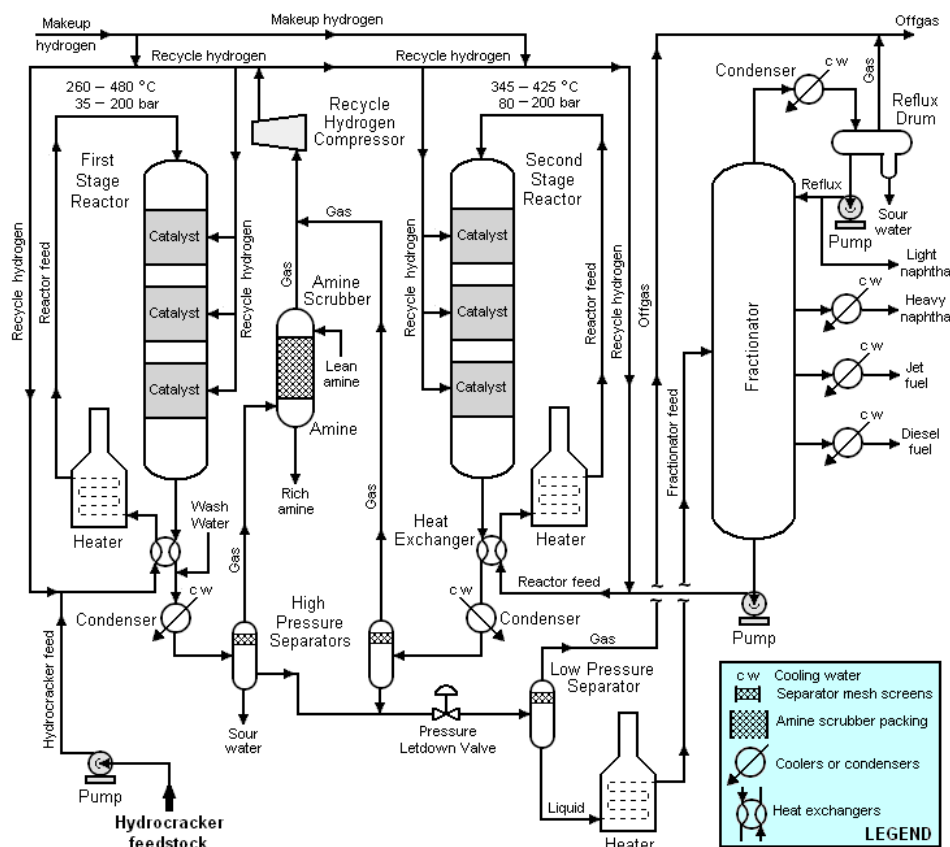 Makeup
hydrogen
Makeup hydrogen
Recycle hydrogen
Recycle hydrogen
Offgas
260 – 480 °C
35 – 200 bar
Recycle
Hydrogen
Compressor
345 – 425 °C
80 – 200 bar
Condenser
c w
Gas
Reflux
Drum
First
Stage
Reactor
Second
Stage
Reactor
Recycle hydrogen
Reactor feed
Catalyst
Catalyst
Catalyst
Recycle hydrogen
Gas
Gas
Amine
Scrubber
Lean
amine
Amine
Rich
amine
Gas
Gas
Recycle hydrogen
Catalyst
Catalyst
Catalyst
Reactor feed
Recycle hydrogen
Offgas
Fractionator feed
Fractionator
Reflux
Pump
Sour
water
Light
naphtha
c w
Heavy
naphtha
c w
Jet
fuel
c w
Diesel
fuel
Heater
Wash
Water
Heat
Exchanger
Heater
Reactor feed
Pump
Condenser
c w
High
Pressure
Separators
c w
Condenser
Gas
Low Pressure
Separator
Hydrocracker feed
Sour
water
Pressure
Letdown Valve
Pump
Hydrocracker
feedstock
Liquid
Heater
c w Cooling water
Separator mesh screens
Amine scrubber packing
Coolers or condensers
Heat exchangers
LEGEND